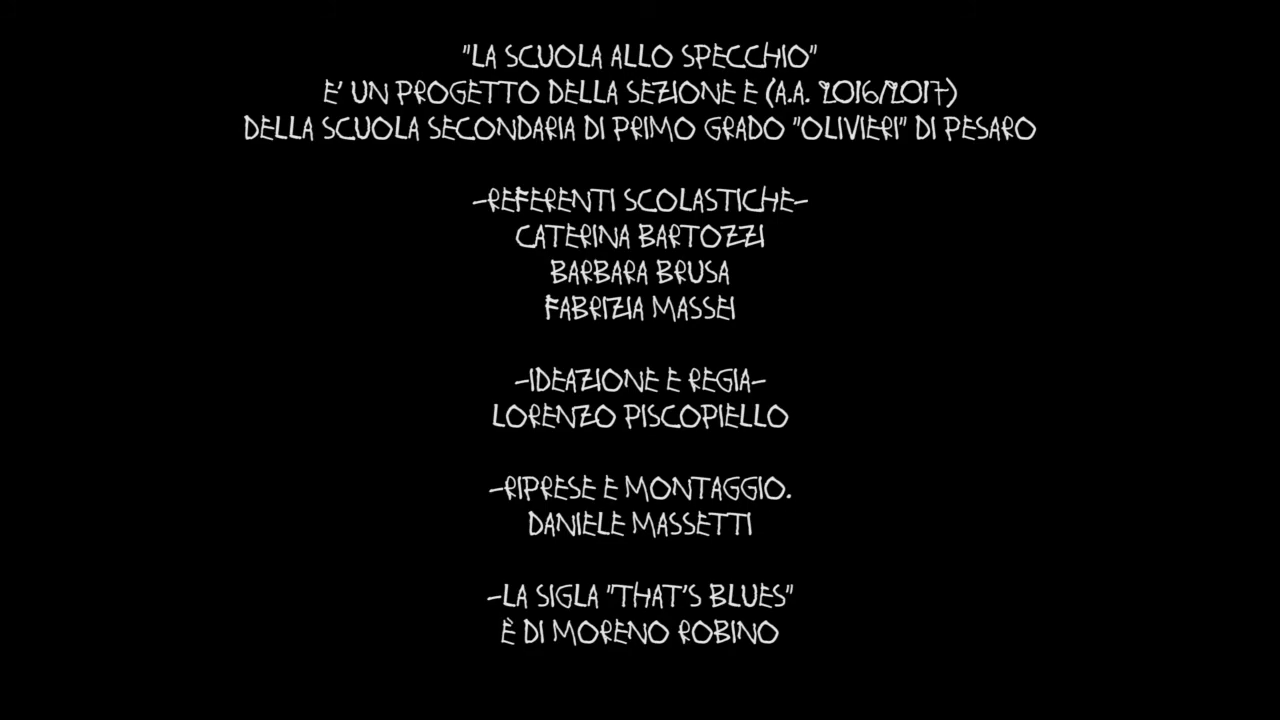 "LA SCUOLA ALLO SPECCHIO"
E' UN PROGETTO DELLA SEZIONE E (A.A. 2016/2017)
DELLA SCUOLA SECONDARIA DI PRIMO GRADO "OLIVIERI" DI PESARO
-REFERENTI SCOLASTICHE-
CATERINA BARTOZZI
BARBARA BRUSA
FABRIZIA MASSEI
-IDEAZIONE E REGIA-
LORENZO PISCOPIELLO
-RIPRESE E MONTAGGIO.
DANIELE MASSETTI
-LA SIGLA "THAT'S BLUES"
È DI MORENO ROBINO